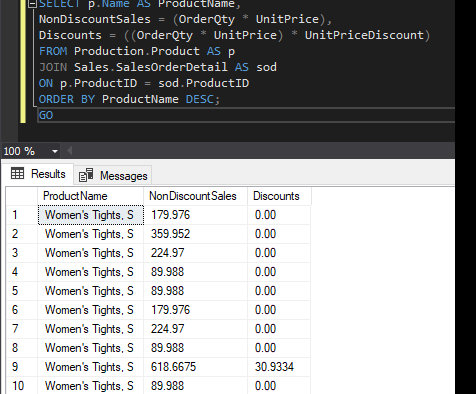 SELECT p.Name AS ProductName,
NonDiscountSales = (OrderQty * UnitPrice),
Discounts = ((OrderQty * UnitPrice) * UnitPriceDiscount)
FROM Production.Product AS p
JOIN Sales.SalesOrderDetail AS sod
ON p.ProductID = sod.ProductID
ORDER BY ProductName DESC;
GO
100 %
Results Messages
ProductName NonDiscountSales Discounts
1 Women's Tights, S 179.976 0.00
2 Women's Tights, S 359.952 0.00
3 Women's Tights, S 224.97 0.00
4 Women's Tights, S 89.988 0.00
5 Women's Tights, S 89.988 0.00
6 Women's Tights, S 179.976 0.00
7 Women's Tights, S 224.97 0.00
8 Women's Tights, S 89.988 0.00
9 Women's Tights, S 618.6675 30.9334
10 Women's Tights, S 89.988 0.00